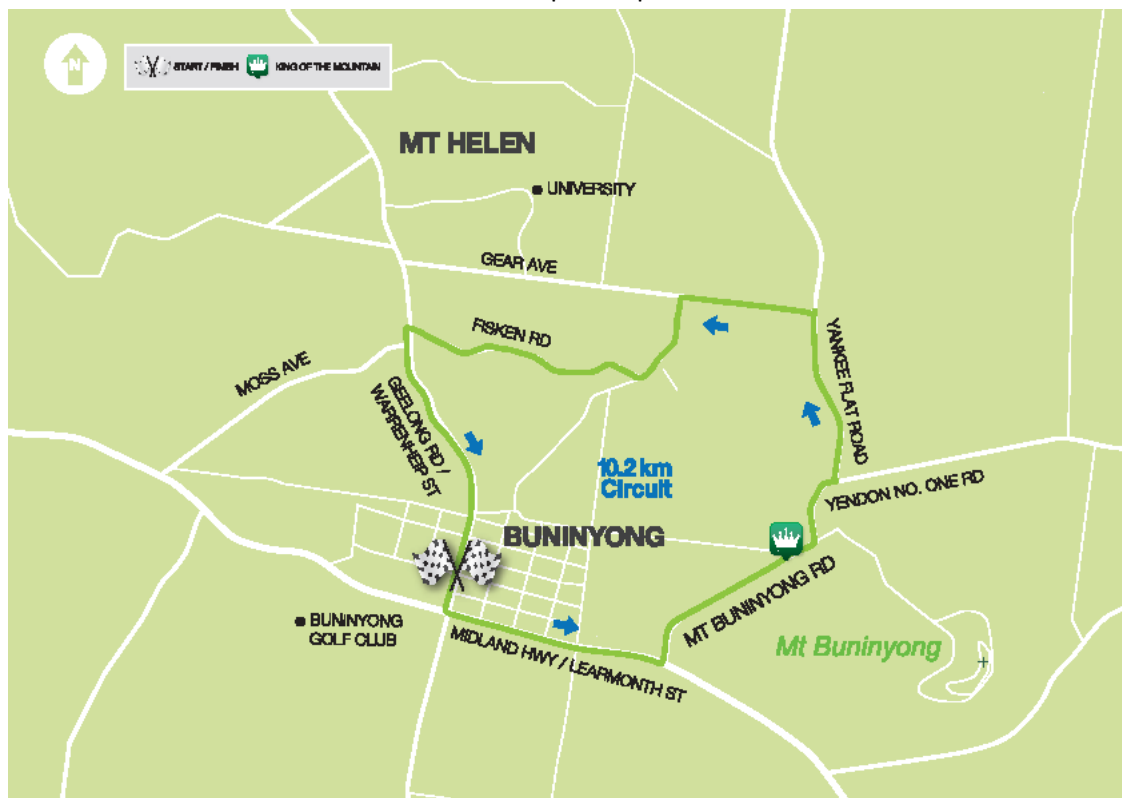 N
START / FINISH
KING OF THE MOUNTAIN
MT HELEN
UNIVERSITY
GEAR AVE
FISKEN RD
MOSS AVE
GEELONG RD /
WARRENHEIP ST
YANKEE FLAT ROAD
10.2 km
Circuit
YENDON NO. ONE RD
BUNINYONG
MT BUNINYONG RD
BUNINYONG
GOLF CLUB
MIDLAND HWY / LEARMONTH ST
Mt Buninyong